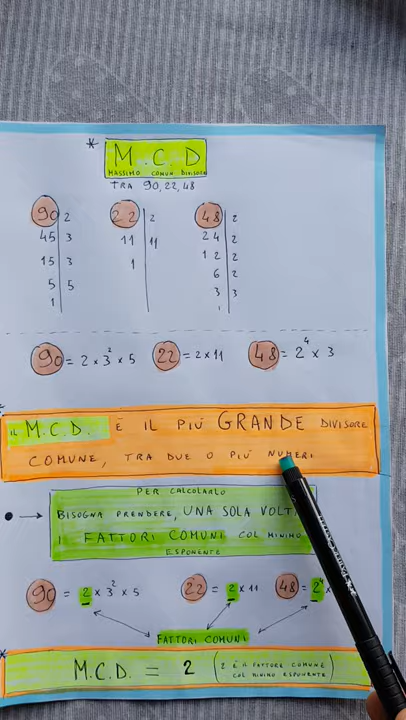 * M.C.D
MASSIMO COMUN DIVISORE
TRA 90, 22, 48
90 | 2
45 | 3
15 | 3
5 | 5
1
22 | 2
11 | 11
1
48 | 2
24 | 2
12 | 2
6 | 2
3 | 3
1
90 = 2 x 3² x 5
22 = 2 x 11
48 = 2⁴ x 3
IL M.C.D. È IL PIÙ GRANDE DIVISORE
COMUNE, TRA DUE O PIÙ NUMERI
PER CALCOLARLO
BISOGNA PRENDERE, UNA SOLA
I FATTORI COMUNI COL MINIMO
ESPONENTE
90 = 2 x 3² x 5
22 = 2 x 11
48 = 2⁴ x
FATTORI COMUNI
* M.C.D. = 2 (2 È IL FATTORE COMUNE
COL MINIMO ESPONENTE)